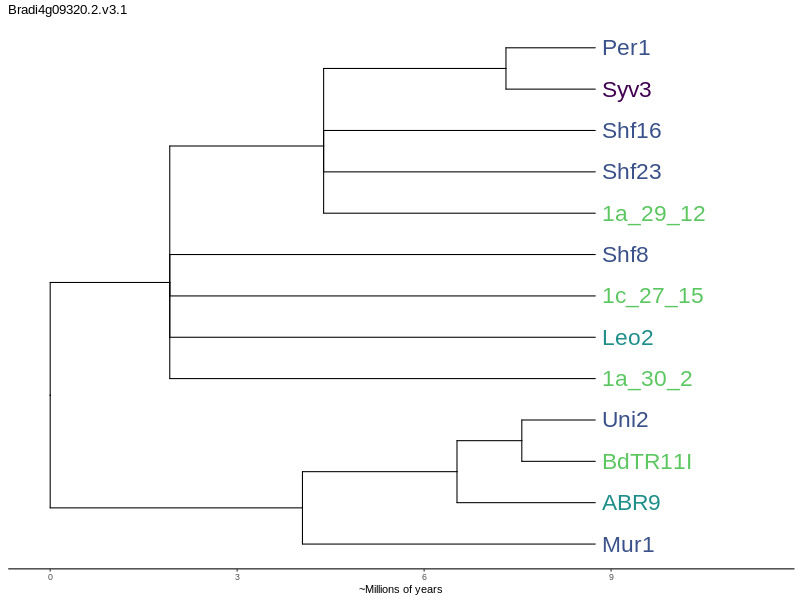 Bradi4g09320.2.v3.1
Per1
Syv3
Shf16
Shf23
1a_29_12
Shf8
1c_27_15
Leo2
1a_30_2
Uni2
BdTR11I
ABR9
Mur1
0 3 6 9
~Millions of years